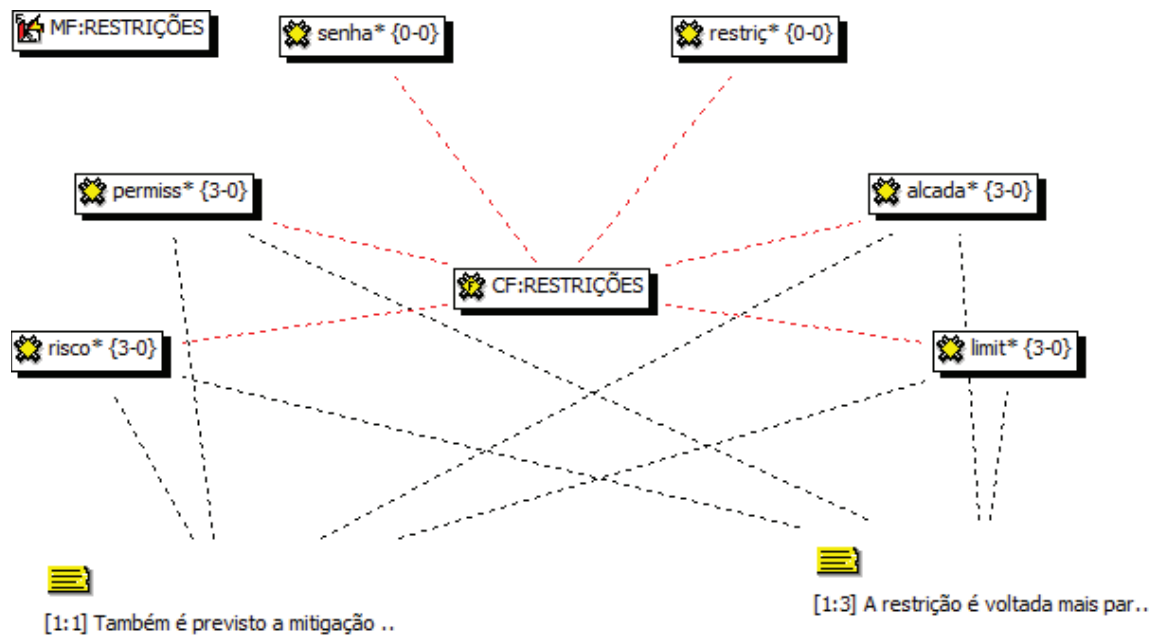 MF:RESTRIÇÕES
senha* {0-0}
restriç* {0-0}
permiss* {3-0}
alcada* {3-0}
CF:RESTRIÇÕES
risco* {3-0}
limit* {3-0}
[1:1] Também é previsto a mitigação ..
[1:3] A restrição é voltada mais par..